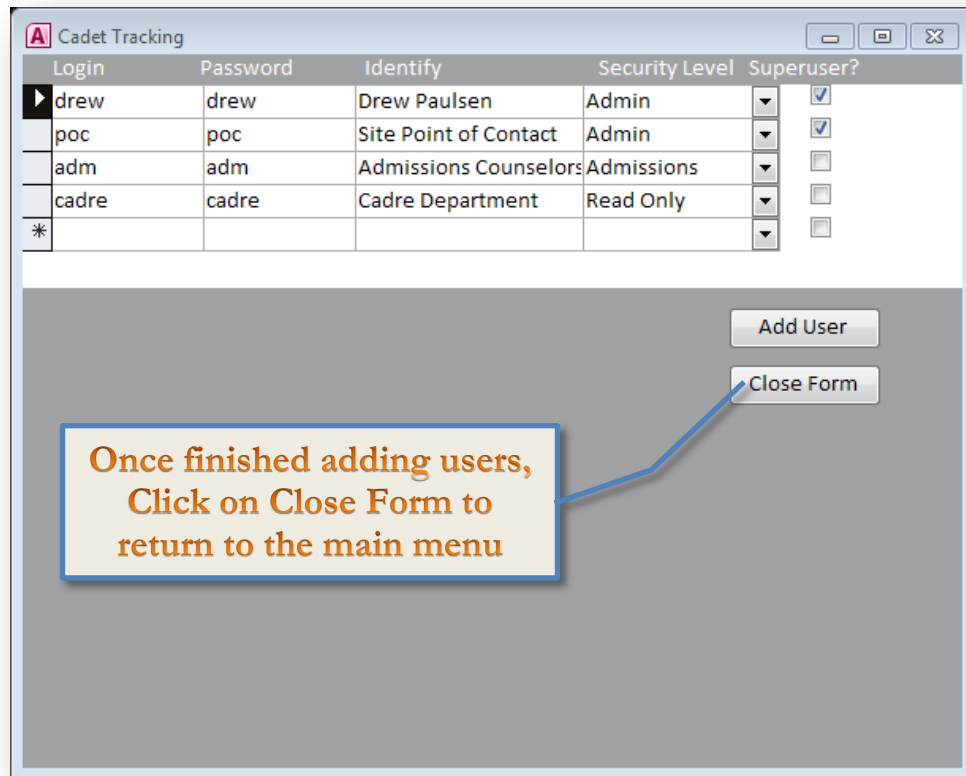 Cadet Tracking
Login Password Identify Security Level Superuser?
drew drew Drew Paulsen Admin
poc poc Site Point of Contact Admin
adm adm Admissions Counselors Admissions
cadre cadre Cadre Department Read Only
Add User
Close Form
Once finished adding users,
Click on Close Form to
return to the main menu